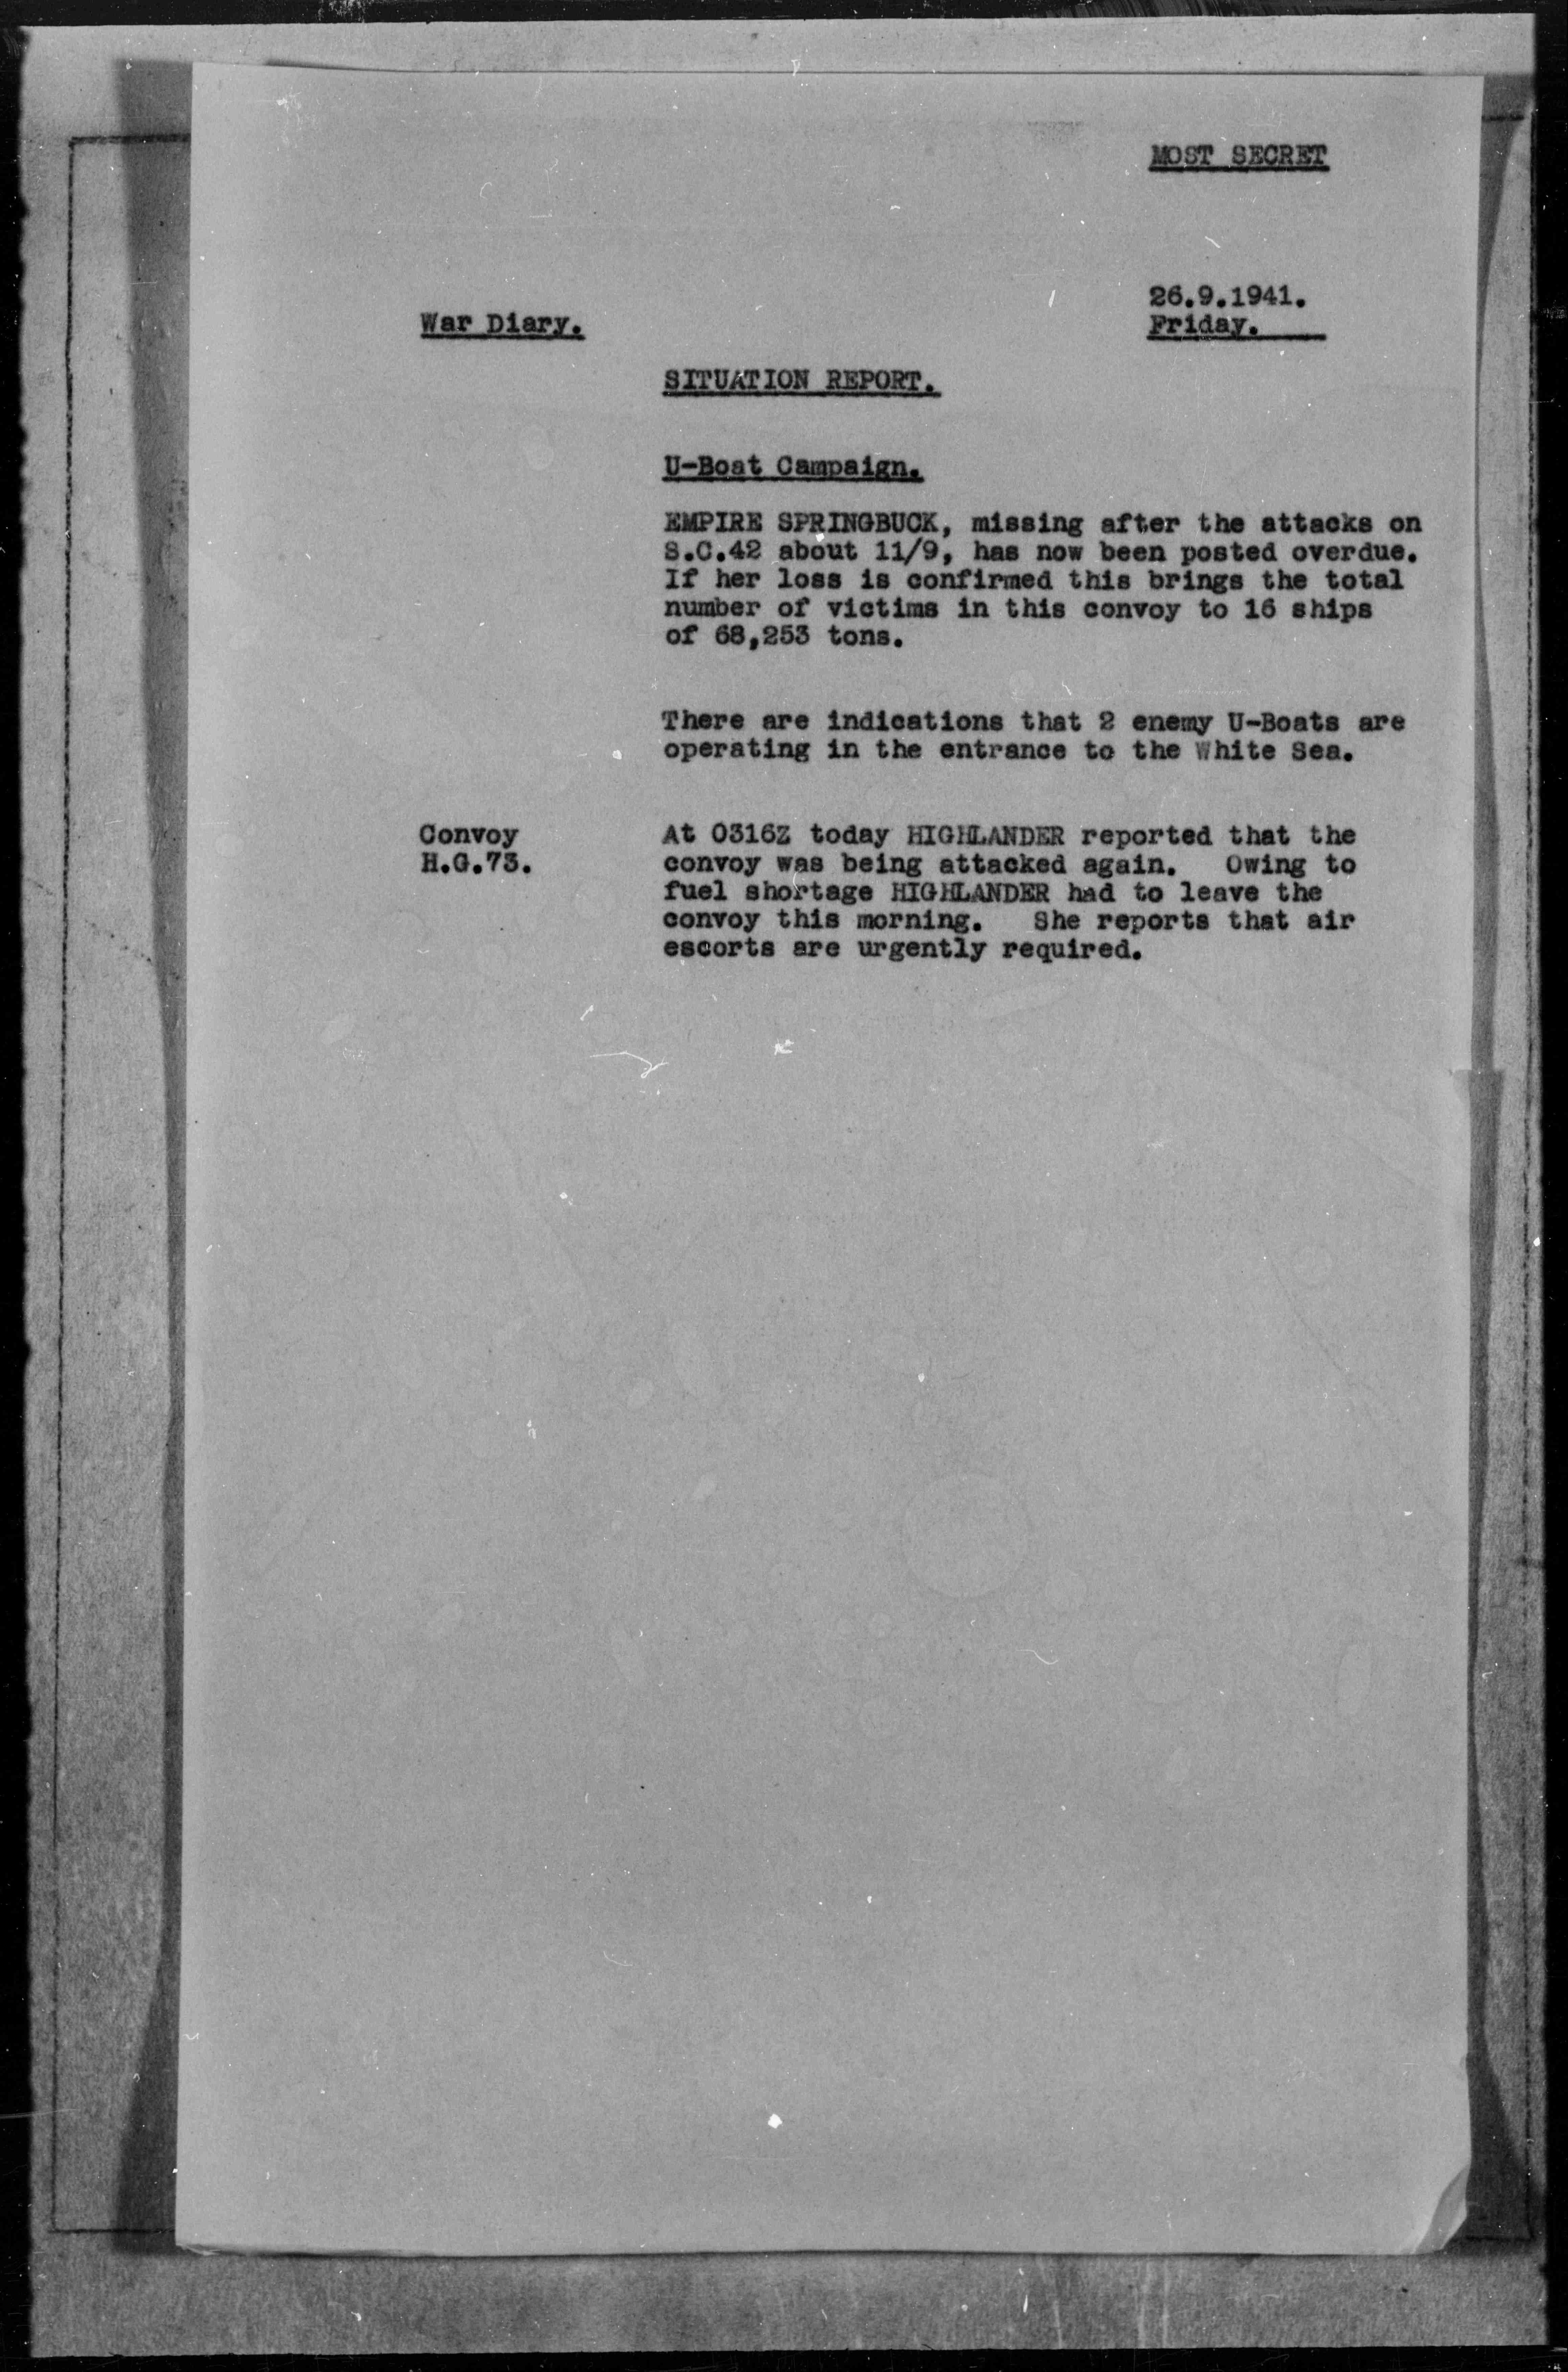 MOST SECRET
26.9.1941.
War Diary.
Friday.
SITUATION REPORT.
U-Boat Campaign.
EMPIRE SPRINGBUCK, missing after the attacks on
S.C.42 about 11/9, has now been posted overdue.
If her loss is confirmed this brings the total
number of victims in this convoy to 16 ships
of 68,253 tons.
There are indications that 2 enemy U-Boats are
operating in the entrance to the White Sea.
Convoy
H.G.73.
At 0316Z today HIGHLANDER reported that the
convoy was being attacked again. Owing to
fuel shortage HIGHLANDER had to leave the
convoy this morning. She reports that air
escorts are urgently required.